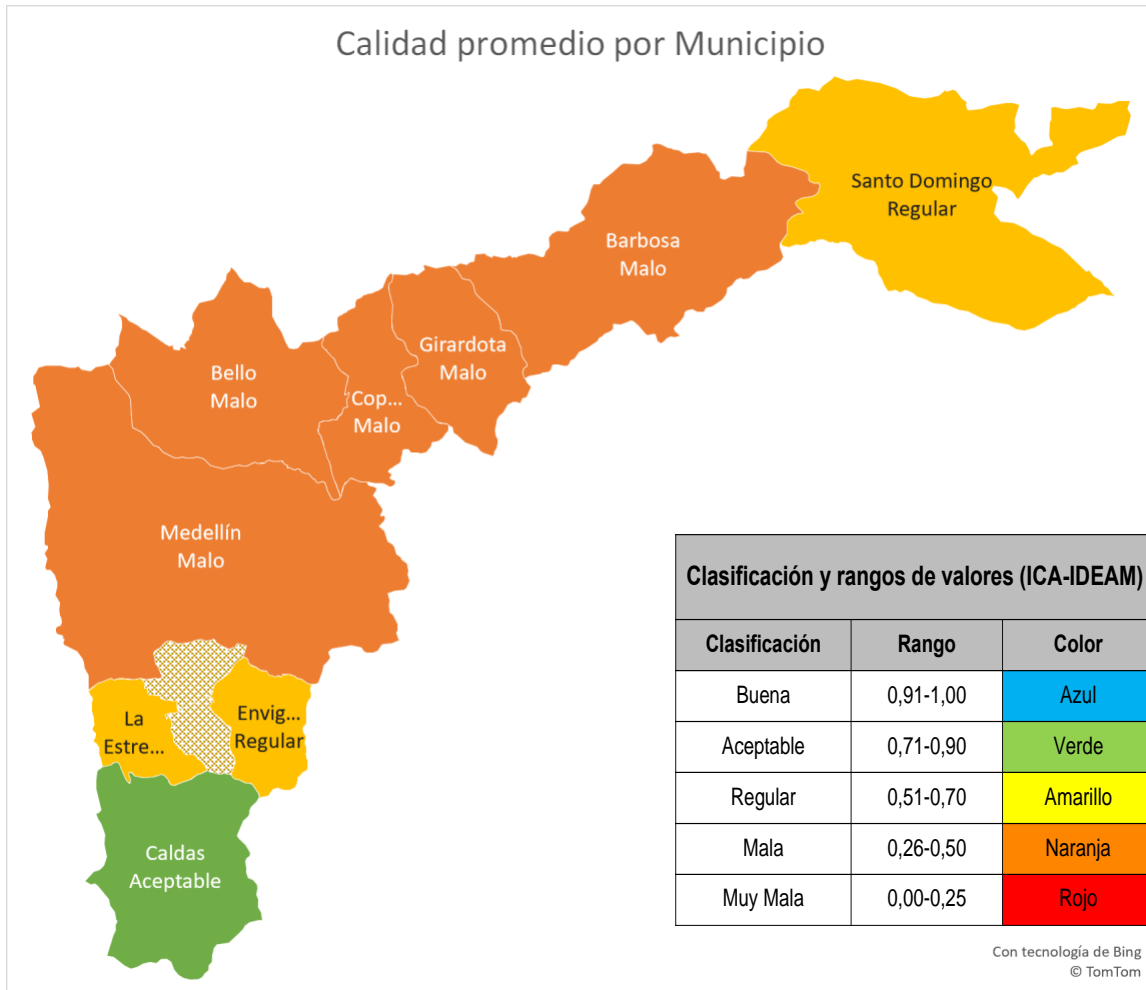 Calidad promedio por Municipio
Santo Domingo
Regular
Barbosa
Malo
Girardota
Malo
Bello
Malo
Cop...
Malo
Medellín
Malo
La
Estre...
Envig...
Regular
Caldas
Aceptable
Clasificación y rangos de valores (ICA-IDEAM)
Clasificación Rango Color
Buena 0,91-1,00 Azul
Aceptable 0,71-0,90 Verde
Regular 0,51-0,70 Amarillo
Mala 0,26-0,50 Naranja
Muy Mala 0,00-0,25 Rojo
Con tecnología de Bing
© TomTom